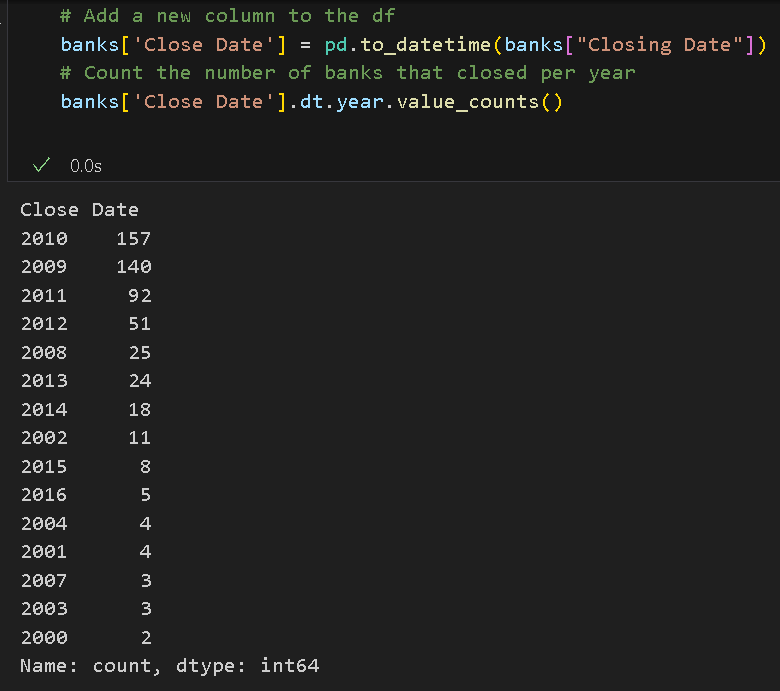 # Add a new column to the df
banks['Close Date'] = pd.to_datetime(banks["Closing Date"])
# Count the number of banks that closed per year
banks['Close Date'].dt.year.value_counts()
0.0s
Close Date
2010    157
2009    140
2011     92
2012     51
2008     25
2013     24
2014     18
2002     11
2015      8
2016      5
2004      4
2001      4
2007      3
2003      3
2000      2
Name: count, dtype: int64